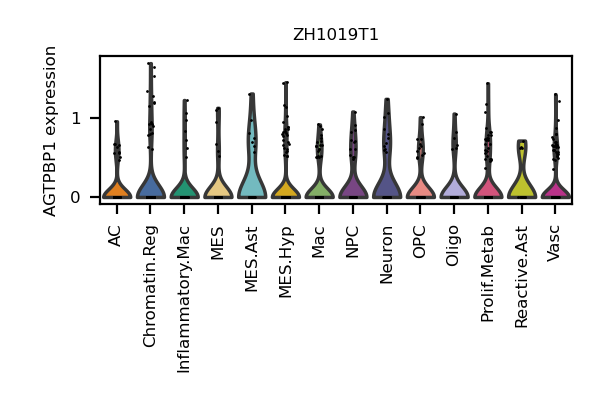 ZH1019T1
AGTPBP1 expression
1
0
AC
Chromatin.Reg
Inflammatory.Mac
MES
MES.Ast
MES.Hyp
Mac
NPC
Neuron
OPC
Oligo
Prolif.Metab
Reactive.Ast
Vasc